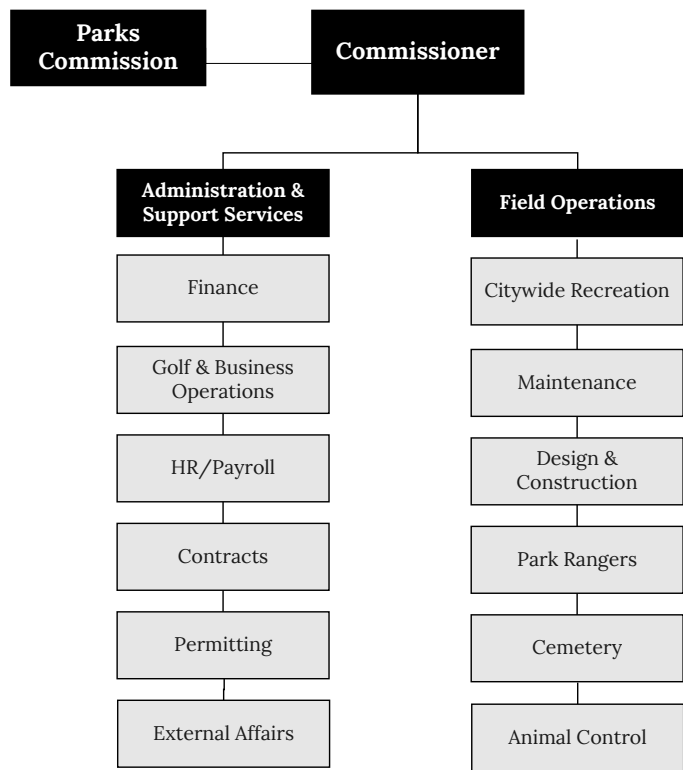 Parks
Commission
Commissioner
Administration &
Support Services
Finance
Golf & Business
Operations
HR/Payroll
Contracts
Permitting
External Affairs
Field Operations
Citywide Recreation
Maintenance
Design &
Construction
Park Rangers
Cemetery
Animal Control